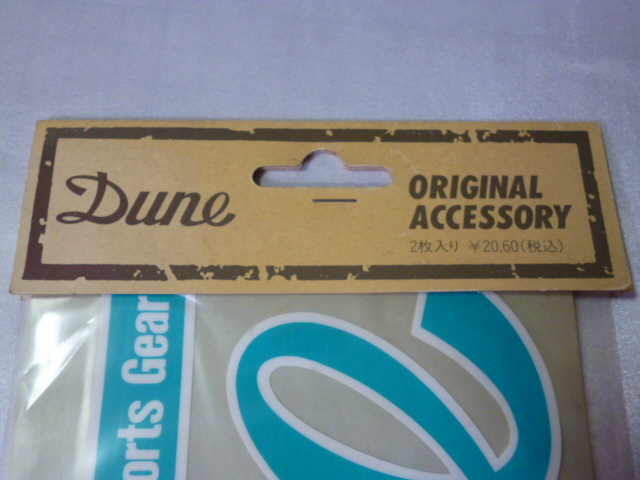 Dune
ORIGINAL
ACCESSORY
2枚入り ¥20,60(税込)
orts Gear
e